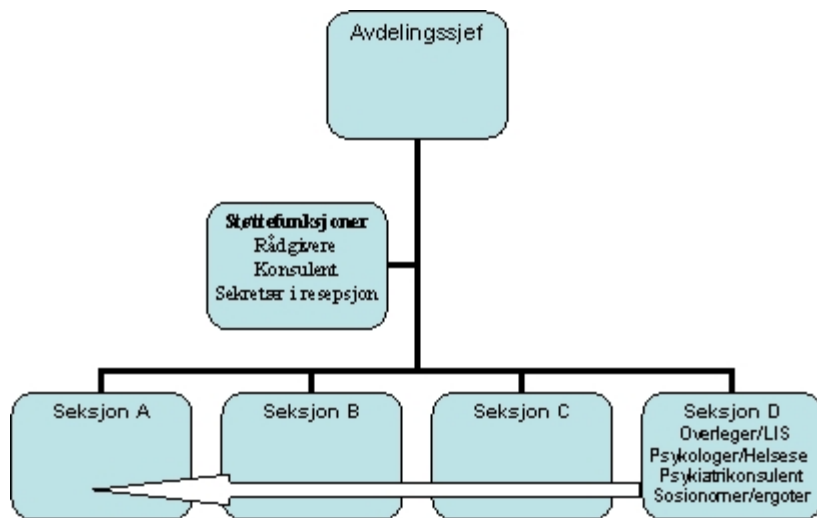 Avdelingssjef
Støttefunksjoner
Rådgivere
Konsulent
Sekretær i resepsjon
Seksjon A
Seksjon B
Seksjon C
Seksjon D
Overleger/LIS
Psykologer/Helsese
Psykiatrikonsulent
Sosionomer/ergoter